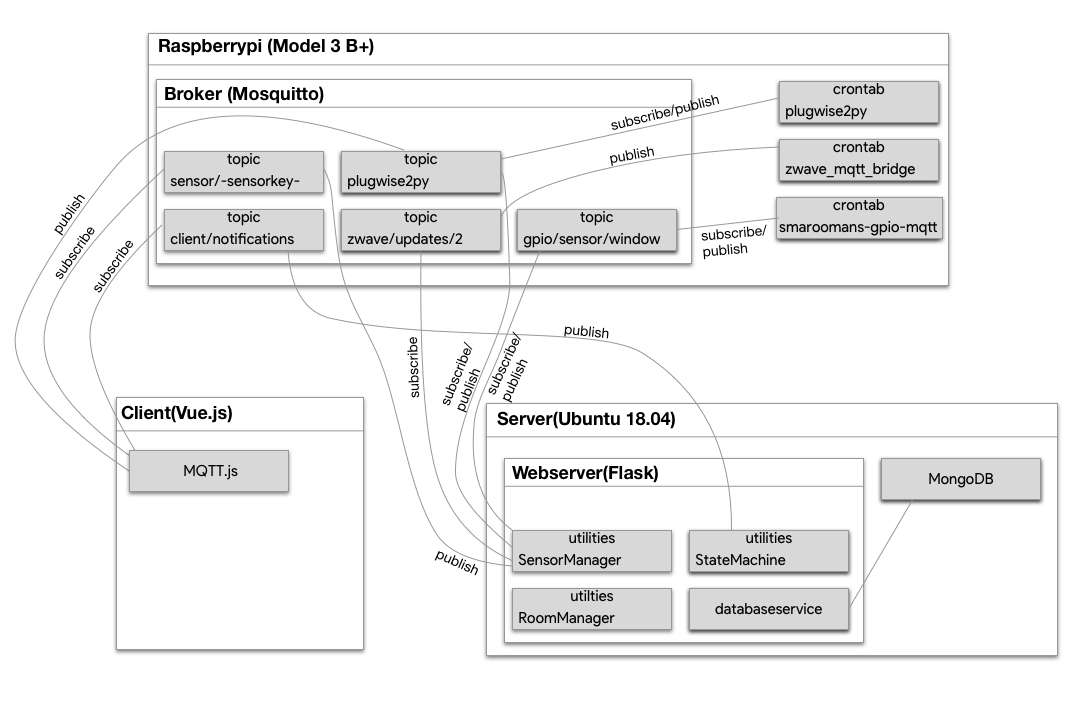 Raspberrypi (Model 3 B+)
Broker (Mosquitto)
crontab
plugwise2py
subscribe/publish
crontab
zwave_mqtt_bridge
publish
topic
sensor/-sensorkey-
topic
plugwise2py
topic
client/notifications
topic
zwave/updates/2
topic
gpio/sensor/window
crontab
smaroomans-gpio-mqtt
subscribe/
publish
publish
subscribe
subscribe
publish
subscribe
subscribe/
publish
subscribe/
publish
publish
Client(Vue.js)
MQTT.js
Server(Ubuntu 18.04)
Webserver(Flask)
MongoDB
utilities
SensorManager
utilities
StateMachine
utilties
RoomManager
databaseservice